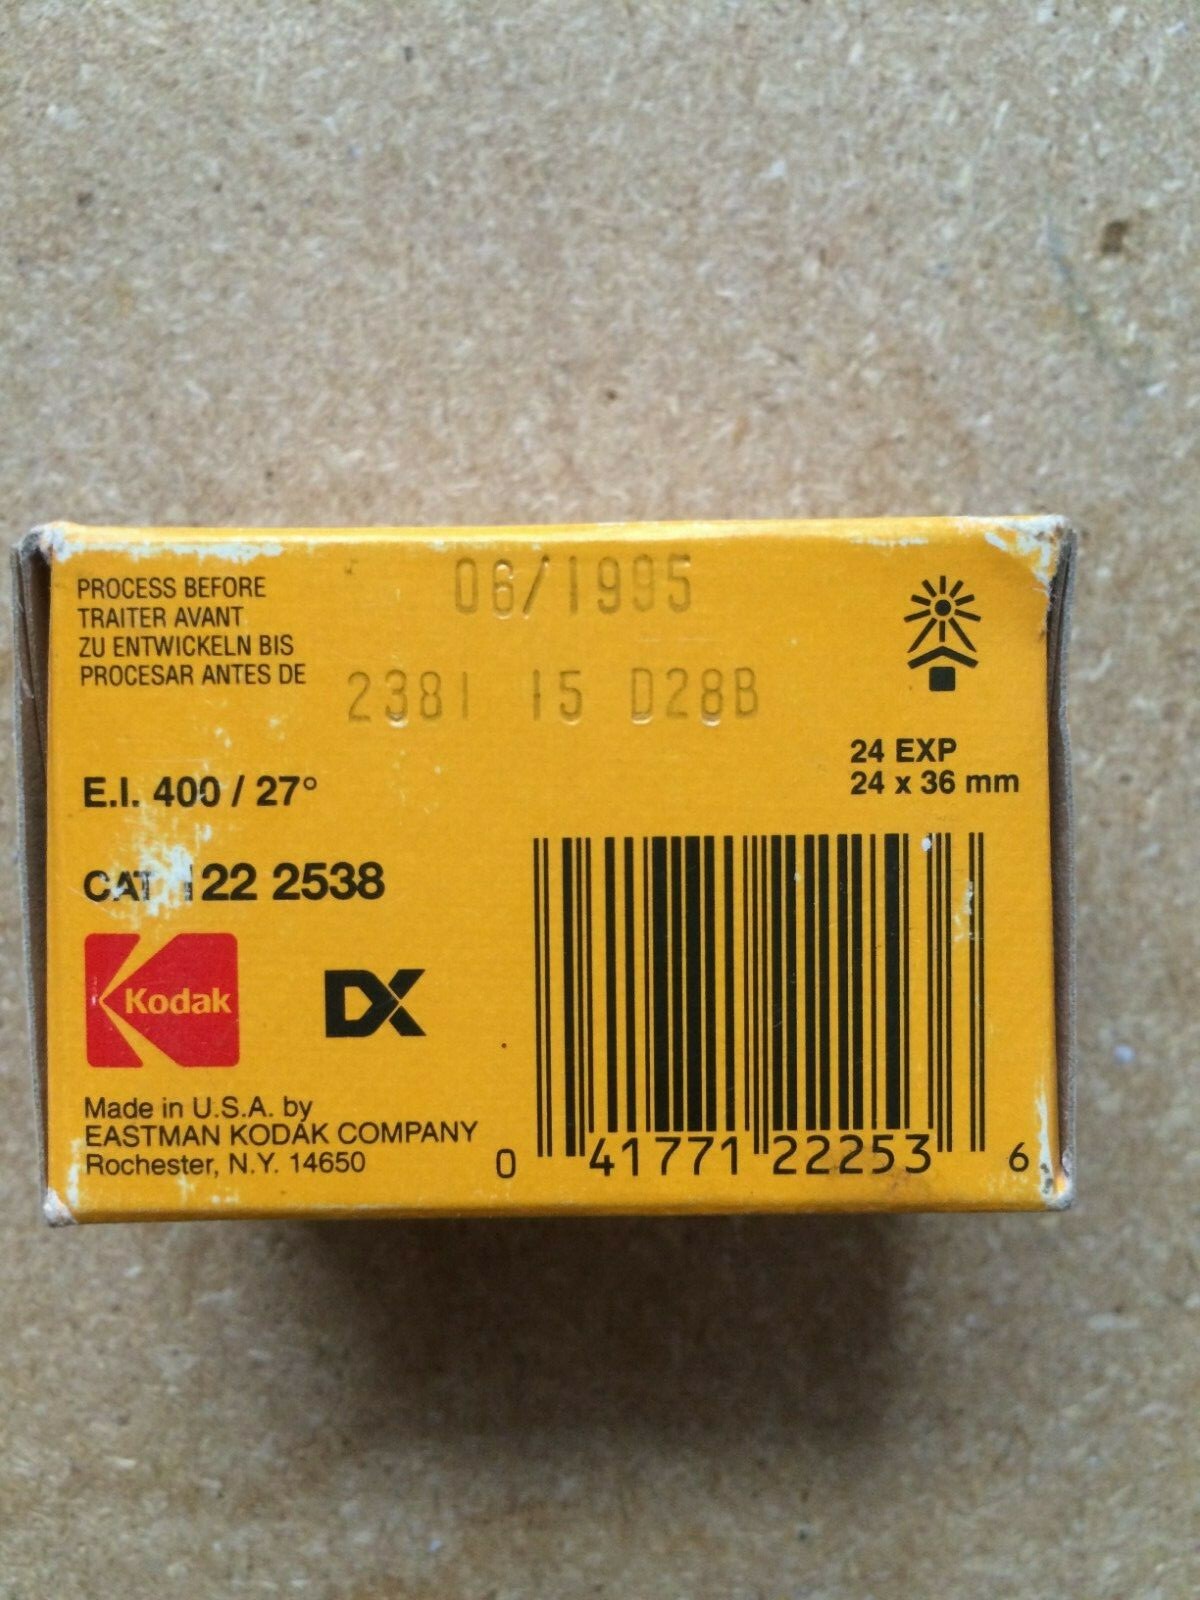 PROCESS BEFORE
TRAITER AVANT
ZU ENTWICKELN BIS
PROCESAR ANTES DE
06/1995
2381 15 D28B
24 EXP
24 x 36 mm
E.I. 400 / 27°
CAT 122 2538
Kodak
DX
Made in U.S.A. by
EASTMAN KODAK COMPANY
Rochester, N.Y. 14650
0 41771 22253 6